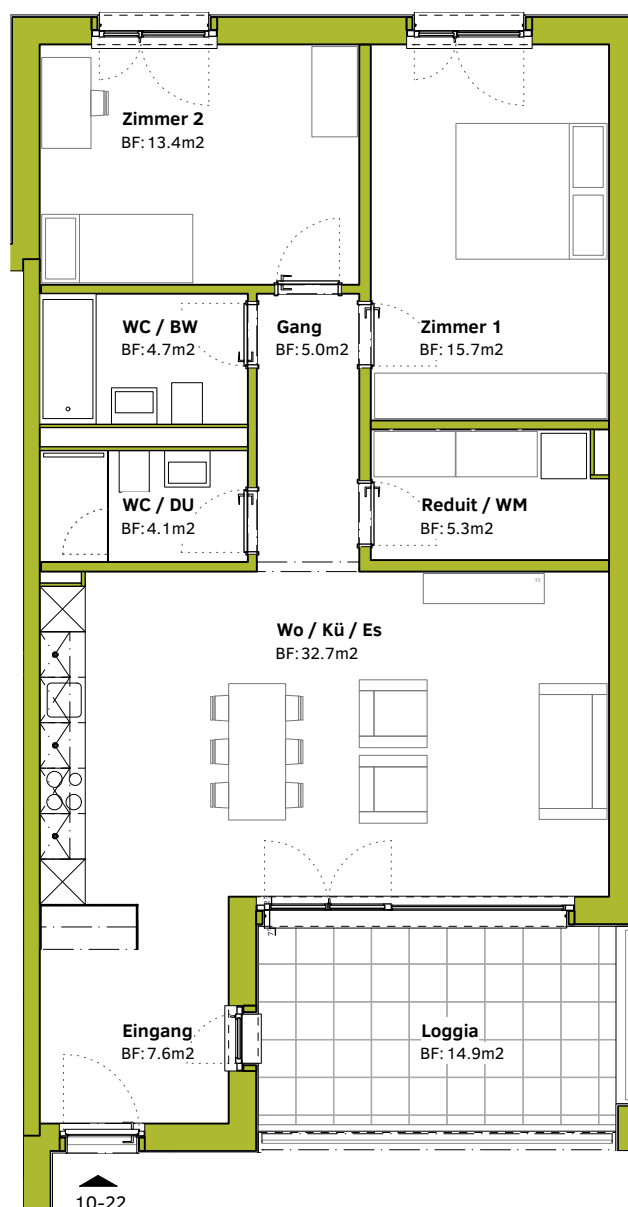 Zimmer 2
BF: 13.4m2
WC / BW
BF: 4.7m2
Gang
BF: 5.0m2
Zimmer 1
BF: 15.7m2
WC / DU
BF: 4.1m2
Reduit / WM
BF: 5.3m2
Wo / Kü / Es
BF: 32.7m2
Eingang
BF: 7.6m2
Loggia
BF: 14.9m2
10-22